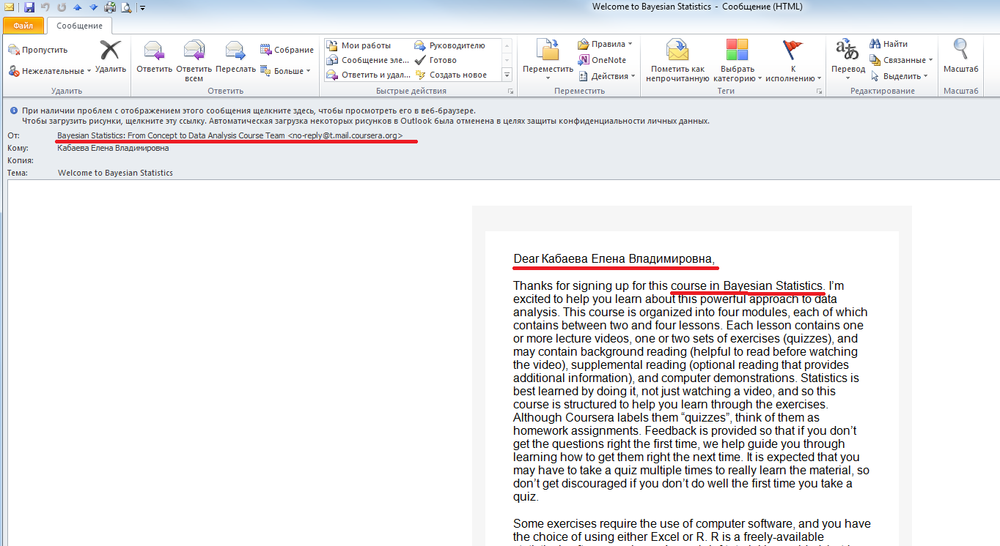 Welcome to Bayesian Statistics - Сообщение (HTML)
Файл Сообщение
Пропустить
Нежелательные
Удалить
Удалить
Ответить
Ответить всем
Переслать
Собрание
Больше
Ответить
Мои работы
Руководителю
Сообщение эле...
Готово
Ответить и удал...
Создать новое
Быстрые действия
Переместить
Правила
OneNote
Действия
Переместить
Пометить как непрочитанную
Выбрать категорию
К исполнению
Теги
Перевод
Найти
Связанные
Выделить
Редактирование
Масштаб
Масштаб
При наличии проблем с отображением этого сообщения щелкните здесь, чтобы просмотреть его в веб-браузере.
Чтобы загрузить рисунки, щелкните эту ссылку. Автоматическая загрузка некоторых рисунков в Outlook была отменена в целях защиты конфиденциальности личных данных.
От: Bayesian Statistics: From Concept to Data Analysis Course Team <no-reply@t.mail.coursera.org>
Кому: Кабаева Елена Владимировна
Копия:
Тема: Welcome to Bayesian Statistics
Dear Кабаева Елена Владимировна,
Thanks for signing up for this course in Bayesian Statistics. I’m
excited to help you learn about this powerful approach to data
analysis. This course is organized into four modules, each of which
contains between two and four lessons. Each lesson contains one
or more lecture videos, one or two sets of exercises (quizzes), and
may contain background reading (helpful to read before watching
the video), supplemental reading (optional reading that provides
additional information), and computer demonstrations. Statistics is
best learned by doing it, not just watching a video, and so this
course is structured to help you learn through the exercises.
Although Coursera labels them “quizzes”, think of them as
homework assignments. Feedback is provided so that if you don’t
get the questions right the first time, we help guide you through
learning how to get them right the next time. It is expected that you
may have to take a quiz multiple times to really learn the material, so
don’t get discouraged if you don’t do well the first time you take a
quiz.
Some exercises require the use of computer software, and you have
the choice of using either Excel or R. R is a freely-available